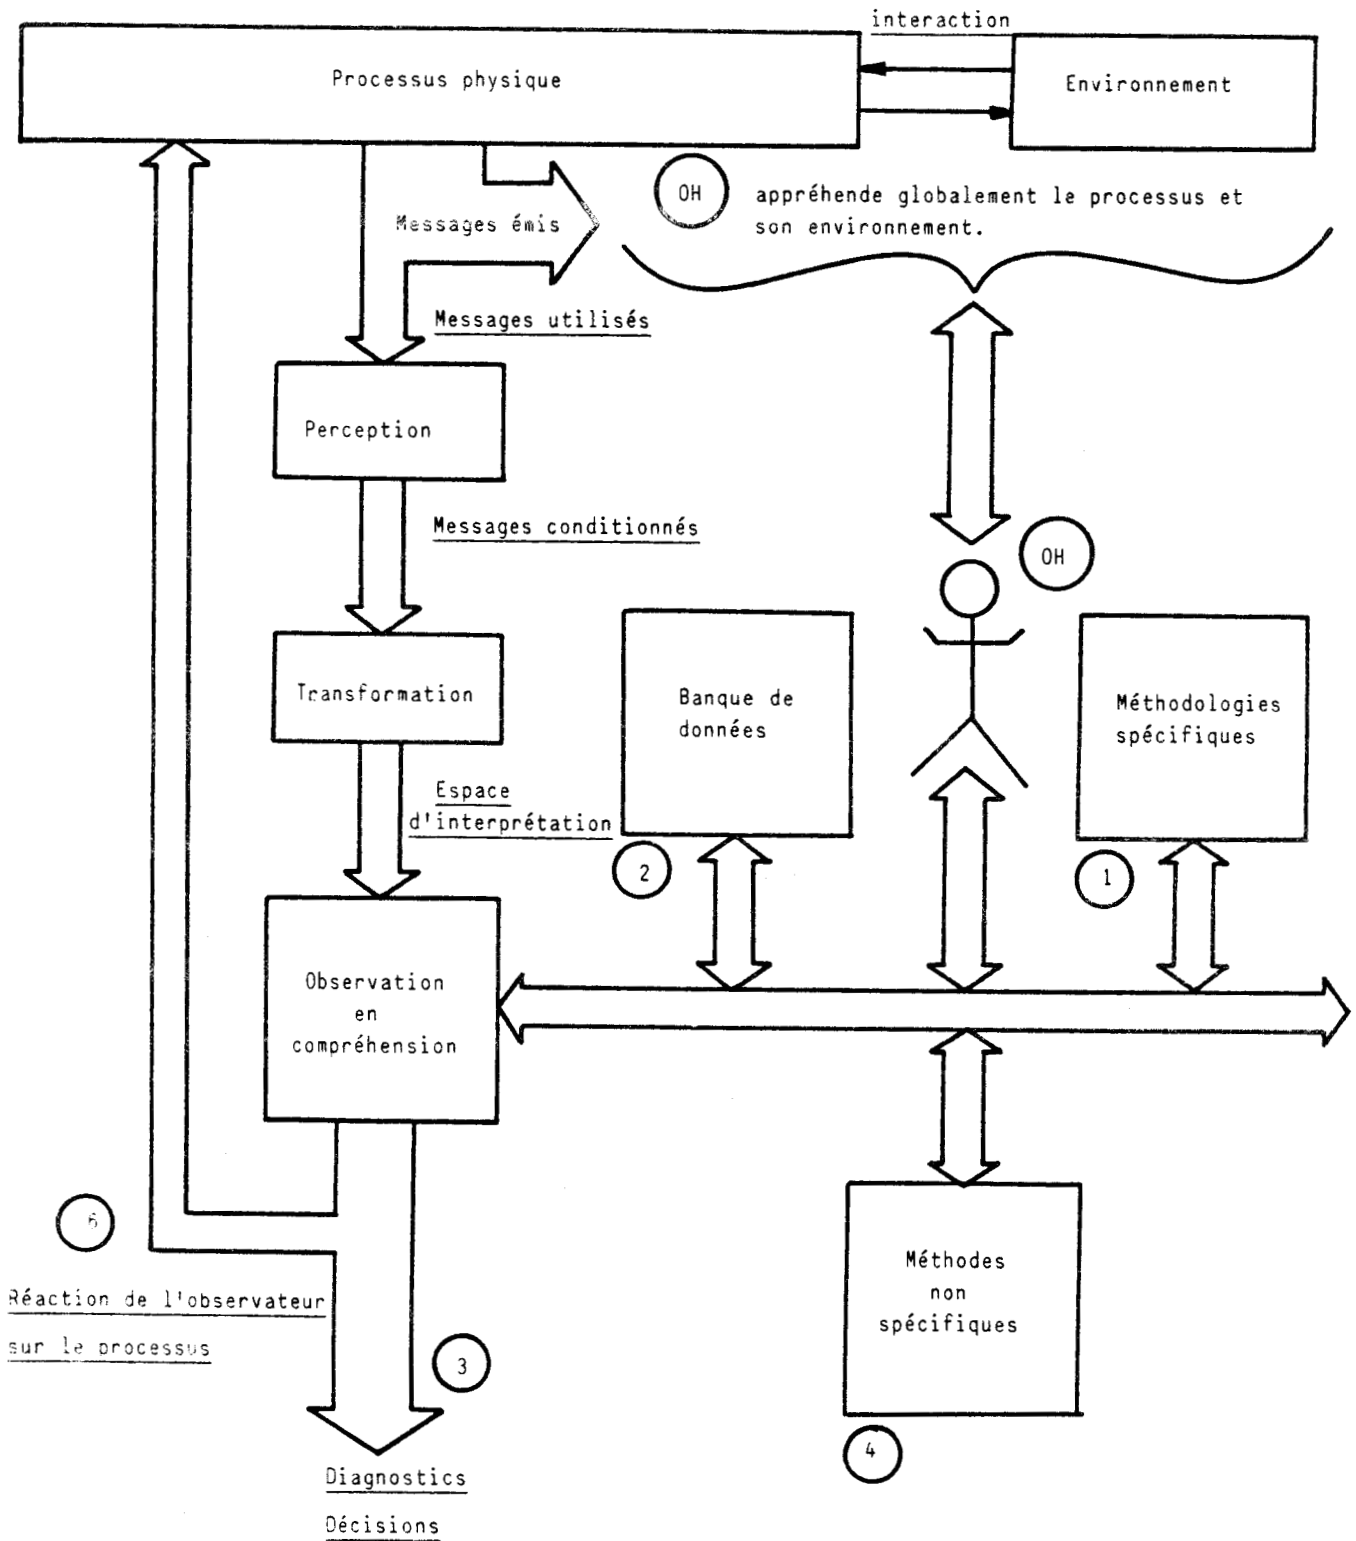 interaction
Processus physique
Environnement
OH
appréhende globalement le processus et
son environnement.
Messages émis
Messages utilisés
Perception
Messages conditionnés
OH
Transformation
Banque de
données
Méthodologies
spécifiques
Espace
d'interprétation
2
1
Observation
en
compréhension
6
Méthodes
non
spécifiques
Réaction de l'observateur
sur le processus
3
4
Diagnostics
Décisions